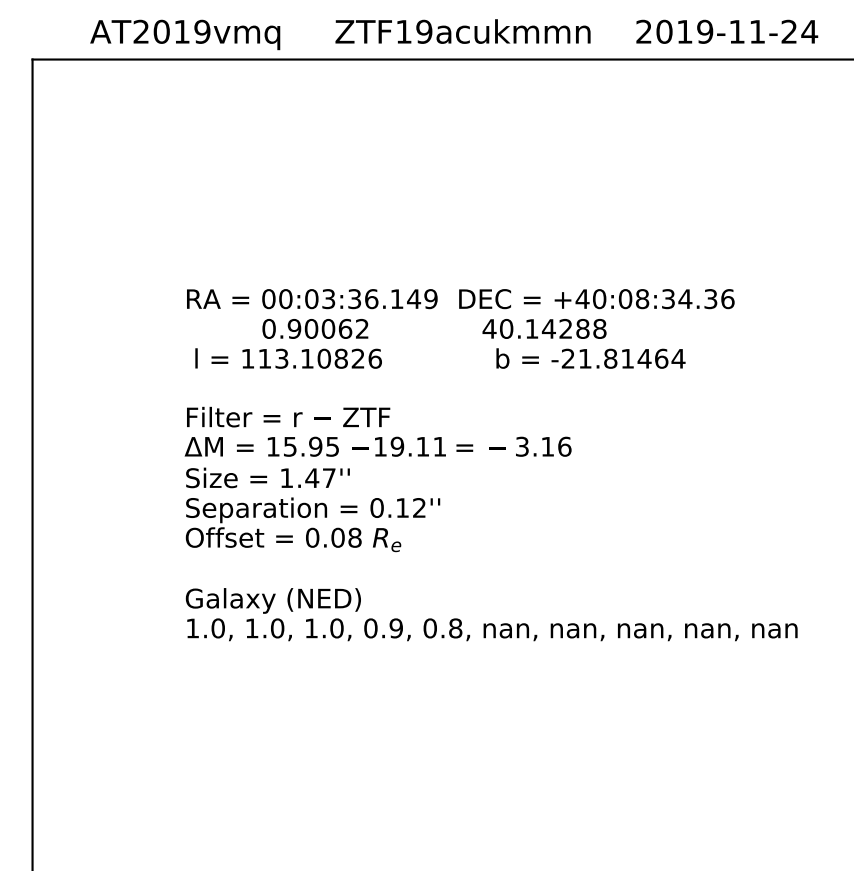 AT2019vmq ZTF19acukmmn 2019-11-24
RA = 00:03:36.149 DEC = +40:08:34.36
0.90062 40.14288
l = 113.10826 b = -21.81464
Filter = r − ZTF
ΔM = 15.95 −19.11 = − 3.16
Size = 1.47''
Separation = 0.12''
Offset = 0.08 Re
Galaxy (NED)
1.0, 1.0, 1.0, 0.9, 0.8, nan, nan, nan, nan, nan